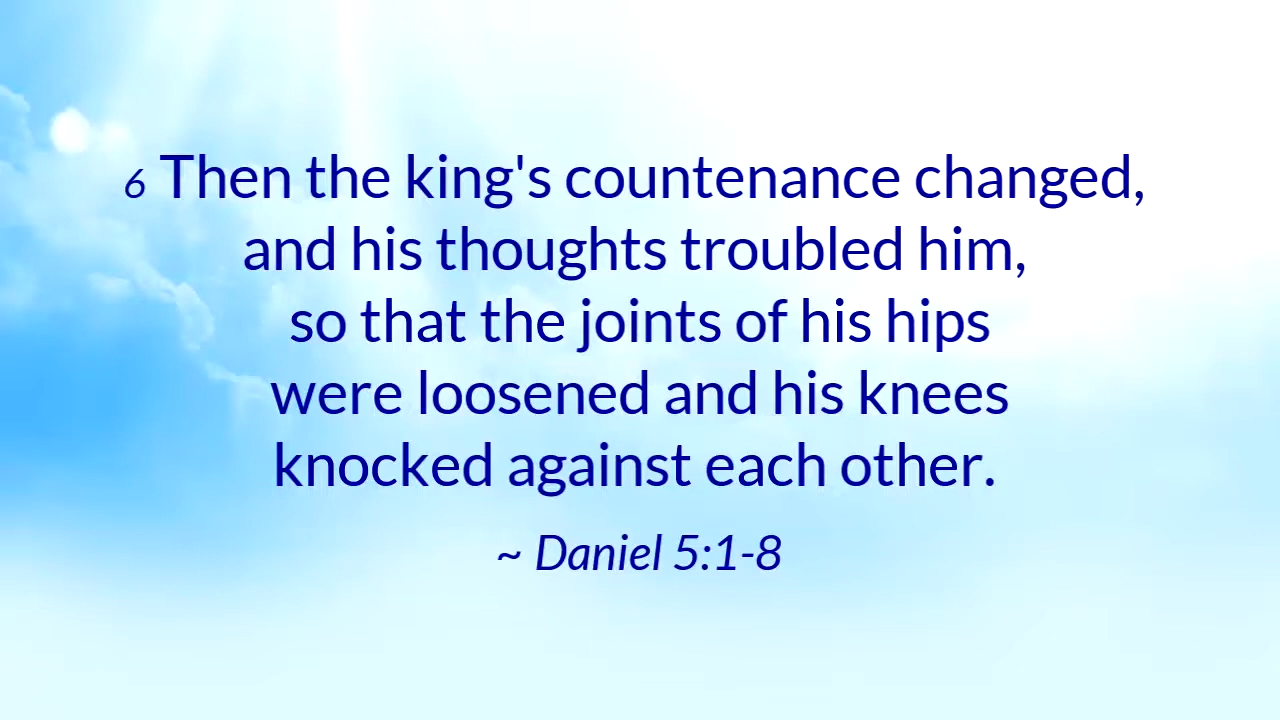 6 Then the king's countenance changed,
and his thoughts troubled him,
so that the joints of his hips
were loosened and his knees
knocked against each other.
~ Daniel 5:1-8